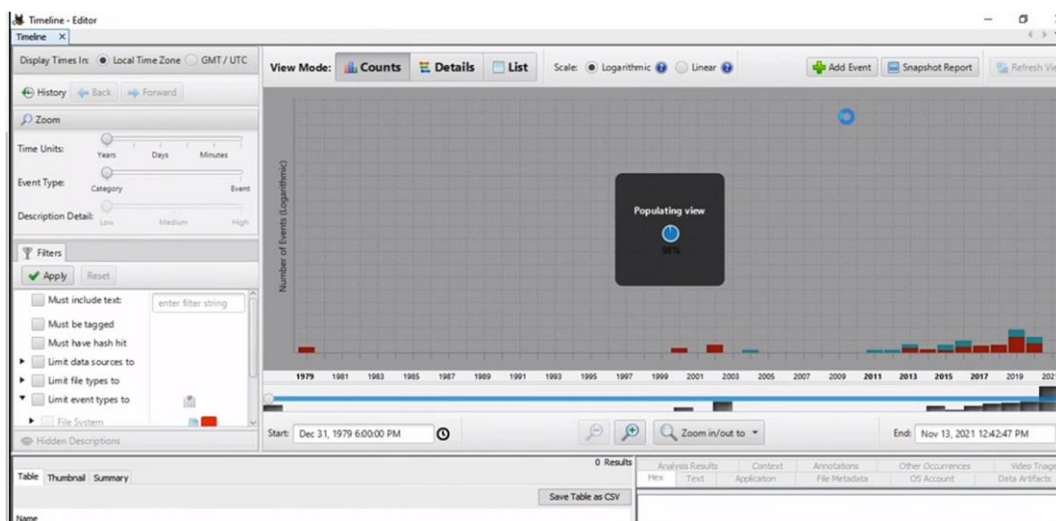 Timeline - Editor
Timeline X
Display Times In: Local Time Zone GMT / UTC
View Mode: Counts Details List Scale: Logarithmic Linear Add Event Snapshot Report Refresh Vie
History Back Forward
Zoom
Time Units:
Years Days Minutes
Event Type:
Category Event
Description Detail:
Low Medium High
Number of Events (Logarithmic)
Populating view
98%
Filters
Apply Reset
Must include text: enter filter string
Must be tagged
Must have hash hit
Limit data sources to
Limit file types to
Limit event types to
File System
Hidden Descriptions
1979 1981 1983 1985 1987 1989 1991 1993 1995 1997 1999 2001 2003 2005 2007 2009 2011 2013 2015 2017 2019 2021
Start: Dec 31, 1979 6:00:00 PM Zoom in/out to End: Nov 13, 2021 12:42:47 PM
0 Results
Table Thumbnail Summary
Save Table as CSV
Name
Analysis Results Context Annotations Other Occurrences Video Triage
Hex Text Application File Metadata OS Account Data Artifacts